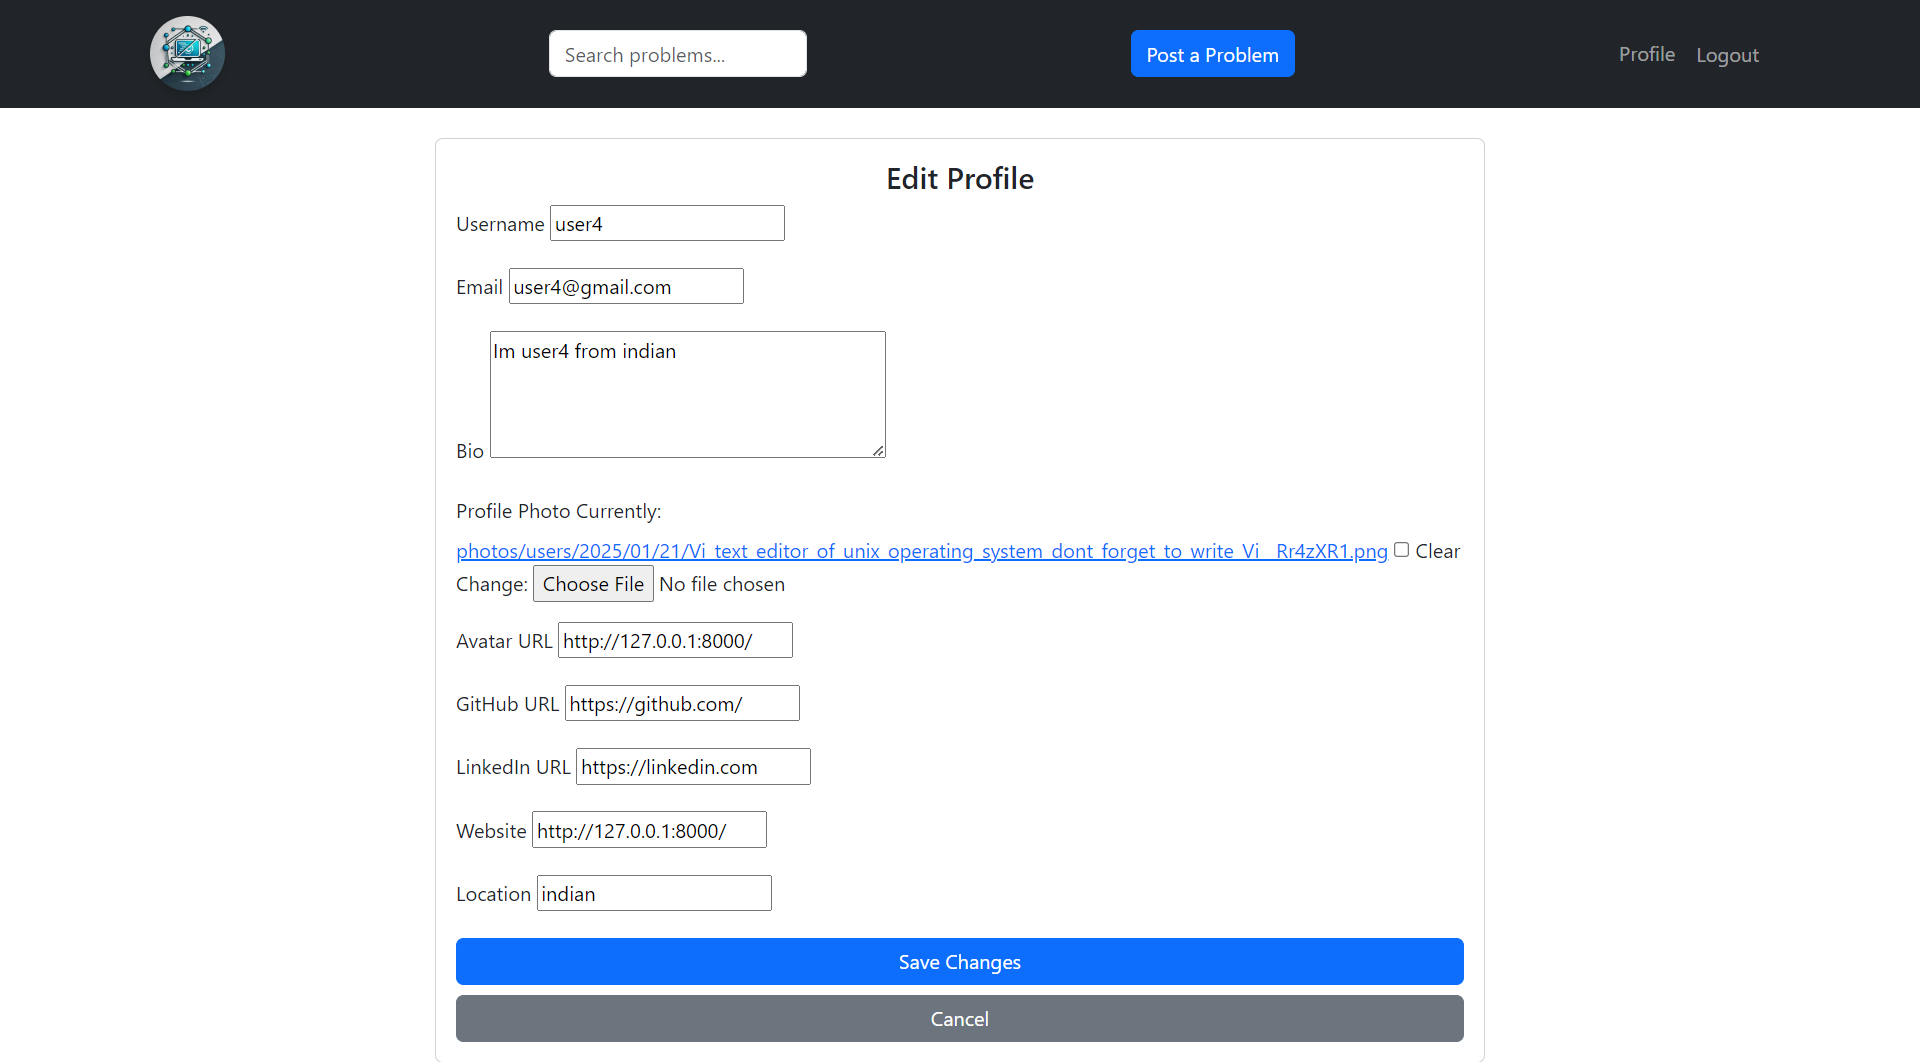 Search problems...
Post a Problem
Profile
Logout
Edit Profile
Username user4
Email user4@gmail.com
Im user4 from indian
Bio
Profile Photo Currently:
photos/users/2025/01/21/Vi_text_editor_of_unix_operating_system_dont_forget_to_write_Vi__Rr4zXR1.png Clear
Change: Choose File No file chosen
Avatar URL http://127.0.0.1:8000/
GitHub URL https://github.com/
LinkedIn URL https://linkedin.com
Website http://127.0.0.1:8000/
Location indian
Save Changes
Cancel